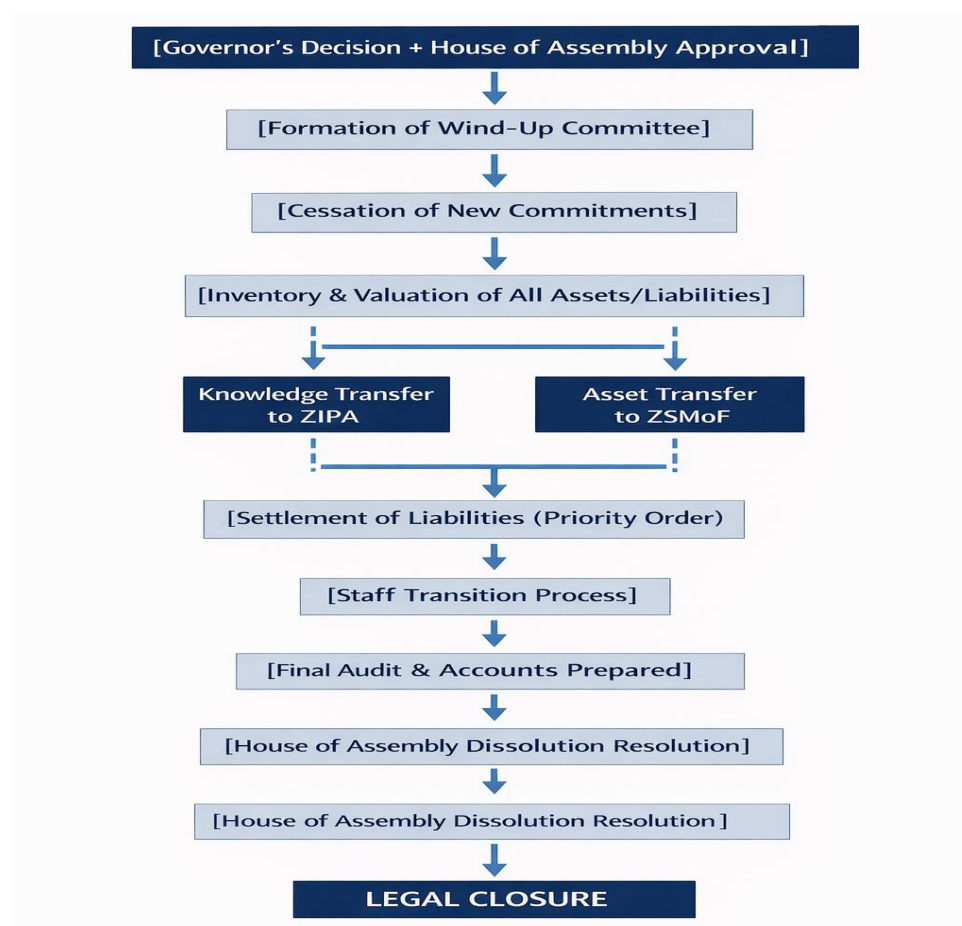 [Governor's Decision + House of Assembly Approval]
[Formation of Wind-Up Committee]
[Cessation of New Commitments]
[Inventory & Valuation of All Assets/Liabilities]
Knowledge Transfer
to ZIPA
Asset Transfer
to ZSMoF
[Settlement of Liabilities (Priority Order)
[Staff Transition Process]
[Final Audit & Accounts Prepared]
[House of Assembly Dissolution Resolution]
[House of Assembly Dissolution Resolution]
LEGAL CLOSURE